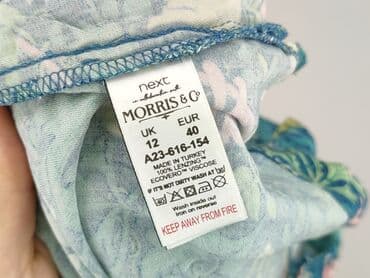 next
MORRIS & Co
UK EUR
12 40
A23-616-154
MADE IN TURKEY
100% LENZING™
ECOVERO™ VISCOSE
IF IT'S NOT DIRTY WASH AT 30
Wash inside out
Iron on reverse
KEEP AWAY FROM FIRE